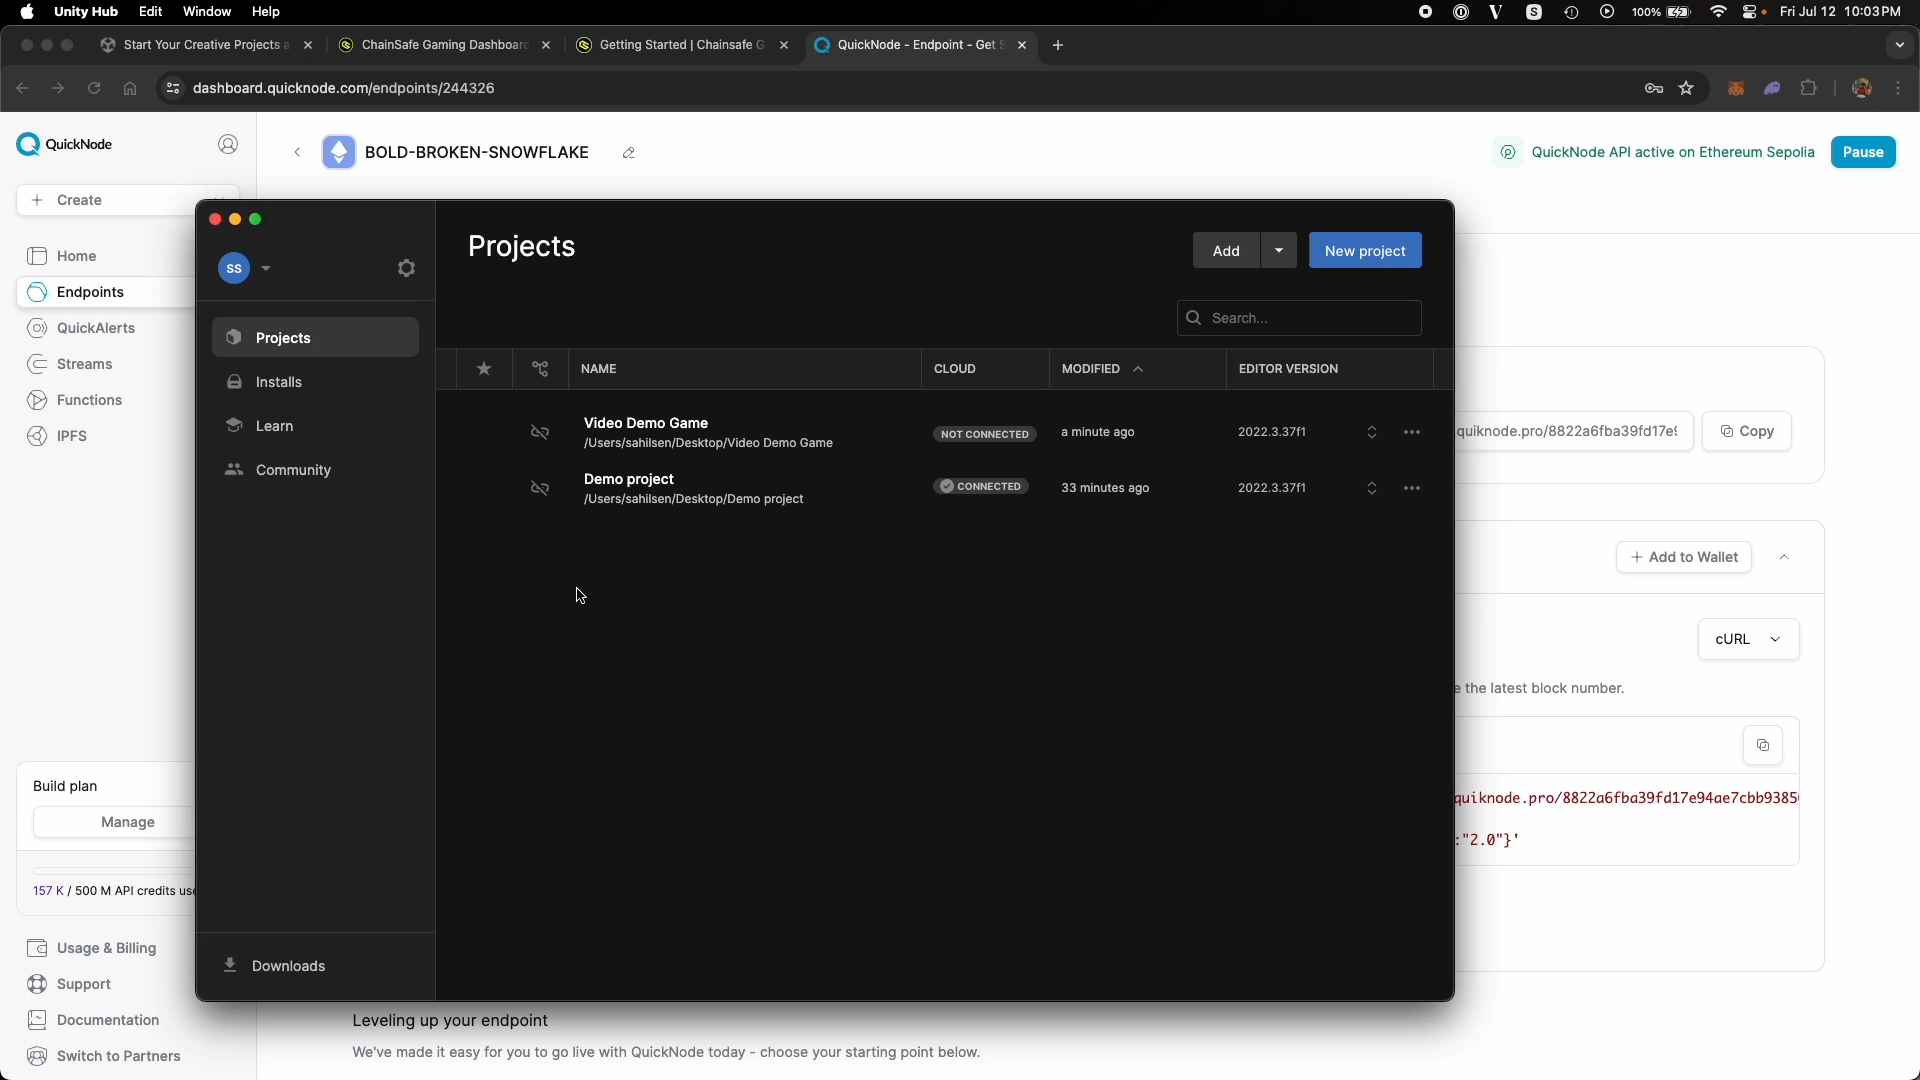 Unity Hub Edit Window Help
100% Fri Jul 12 10:03 PM
Start Your Creative Projects a
ChainSafe Gaming Dashboard
Getting Started | Chainsafe G
QuickNode - Endpoint - Get S
dashboard.quicknode.com/endpoints/244326
QuickNode
BOLD-BROKEN-SNOWFLAKE
QuickNode API active on Ethereum Sepolia
Pause
Create
Home
Endpoints
QuickAlerts
Streams
Functions
IPFS
Build plan
Manage
157 K / 500 M API credits use
Usage & Billing
Support
Documentation
Switch to Partners
SS
Projects
Installs
Learn
Community
Downloads
Projects
Add
New project
Search...
NAME CLOUD MODIFIED EDITOR VERSION
Video Demo Game
/Users/sahilsen/Desktop/Video Demo Game
NOT CONNECTED
a minute ago
2022.3.37f1
Demo project
/Users/sahilsen/Desktop/Demo project
CONNECTED
33 minutes ago
2022.3.37f1
quiknode.pro/8822a6fba39fd17e9
Copy
Add to Wallet
cURL
e the latest block number.
quiknode.pro/8822a6fba39fd17e94ae7cbb9385
:"2.0"}'
Leveling up your endpoint
We've made it easy for you to go live with QuickNode today - choose your starting point below.